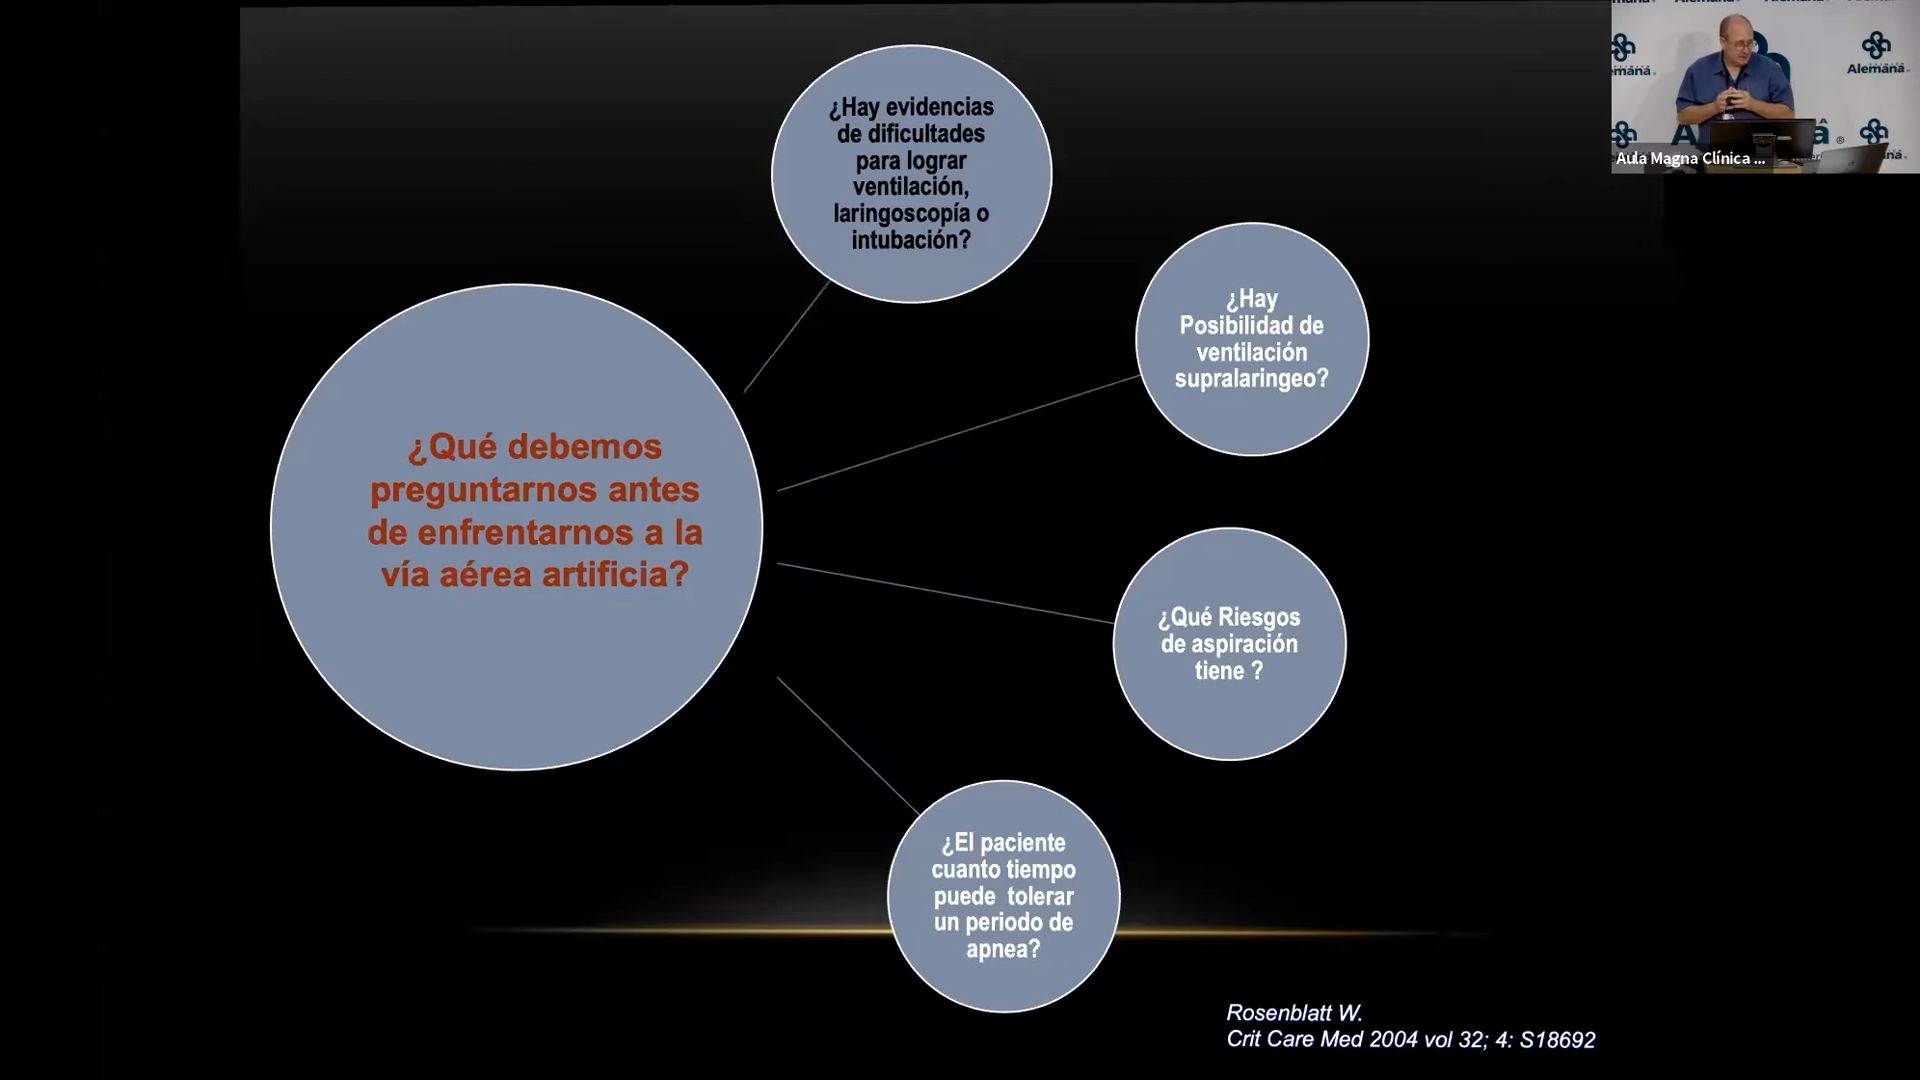 ¿Hay evidencias
de dificultades
para lograr
ventilación,
laringoscopía o
intubación?
¿Hay
Posibilidad de
ventilación
supralaringeo?
¿Qué debemos
preguntarnos antes
de enfrentarnos a la
vía aérea artificia?
¿Qué Riesgos
de aspiración
tiene ?
¿El paciente
cuanto tiempo
puede  tolerar
un periodo de
apnea?
Rosenblatt W.
Crit Care Med 2004 vol 32; 4: S18692
Alemana
Aula Magna Clínica ...